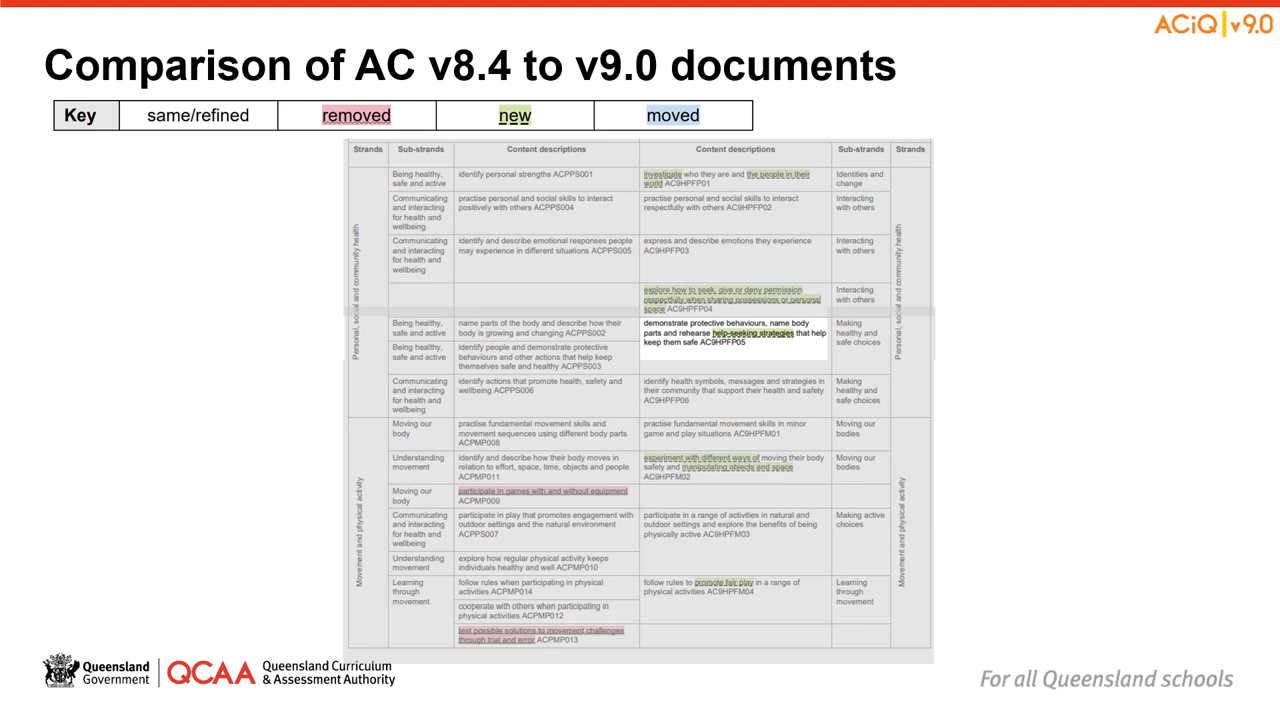 ACiQ v9.0
Comparison of AC v8.4 to v9.0 documents
Key same/refined removed new moved
Strands Sub-strands Content descriptions Content descriptions Sub-strands Strands
Personal, social and community health
Being healthy, safe and active
identify personal strengths ACPPS001
investigate who they are and the people in their
world AC9HPFP01
Identities and
change
Communicating
and interacting
for health and
wellbeing
practise personal and social skills to interact
positively with others ACPPS004
practise personal and social skills to interact
respectfully with others AC9HPFP02
Interacting
with others
Communicating
and interacting
for health and
wellbeing
identify and describe emotional responses people
may experience in different situations ACPPS005
express and describe emotions they experience
AC9HPFP03
Interacting
with others
explore how to seek, give or deny permission
respectfully when sharing possessions or personal
space AC9HPFP04
Interacting
with others
Being healthy,
safe and active
name parts of the body and describe how their
body is growing and changing ACPPS002
demonstrate protective behaviours, name body
parts and rehearse help-seeking strategies that help
keep them safe AC9HPFP05
Making
healthy and
safe choices
Being healthy,
safe and active
identify people and demonstrate protective
behaviours and other actions that help keep
themselves safe and healthy ACPPS003
Communicating
and interacting
for health and
wellbeing
identify actions that promote health, safety and
wellbeing ACPPS006
identify health symbols, messages and strategies in
their community that support their health and safety
AC9HPFP06
Making
healthy and
safe choices
Personal, social and community health
Movement and physical activity
Moving our
body
practise fundamental movement skills and
movement sequences using different body parts
ACPMP008
practise fundamental movement skills in minor
game and play situations AC9HPFM01
Moving our
bodies
Understanding
movement
identify and describe how their body moves in
relation to effort, space, time, objects and people
ACPMP011
experiment with different ways of moving their body
safely and manipulating objects and space
AC9HPFM02
Moving our
bodies
Moving our
body
participate in games with and without equipment
ACPMP009
Communicating
and interacting
for health and
wellbeing
participate in play that promotes engagement with
outdoor settings and the natural environment
ACPPS007
participate in a range of activities in natural and
outdoor settings and explore the benefits of being
physically active AC9HPFM03
Making active
choices
Understanding
movement
explore how regular physical activity keeps
individuals healthy and well ACPMP010
Learning
through
movement
follow rules when participating in physical
activities ACPMP014
follow rules to promote fair play in a range of
physical activities AC9HPFM04
Learning
through
movement
cooperate with others when participating in
physical activities ACPMP012
test possible solutions to movement challenges
through trial and error ACPMP013
Movement and physical activity
Queensland
Government
QCAA
Queensland Curriculum
& Assessment Authority
For all Queensland schools